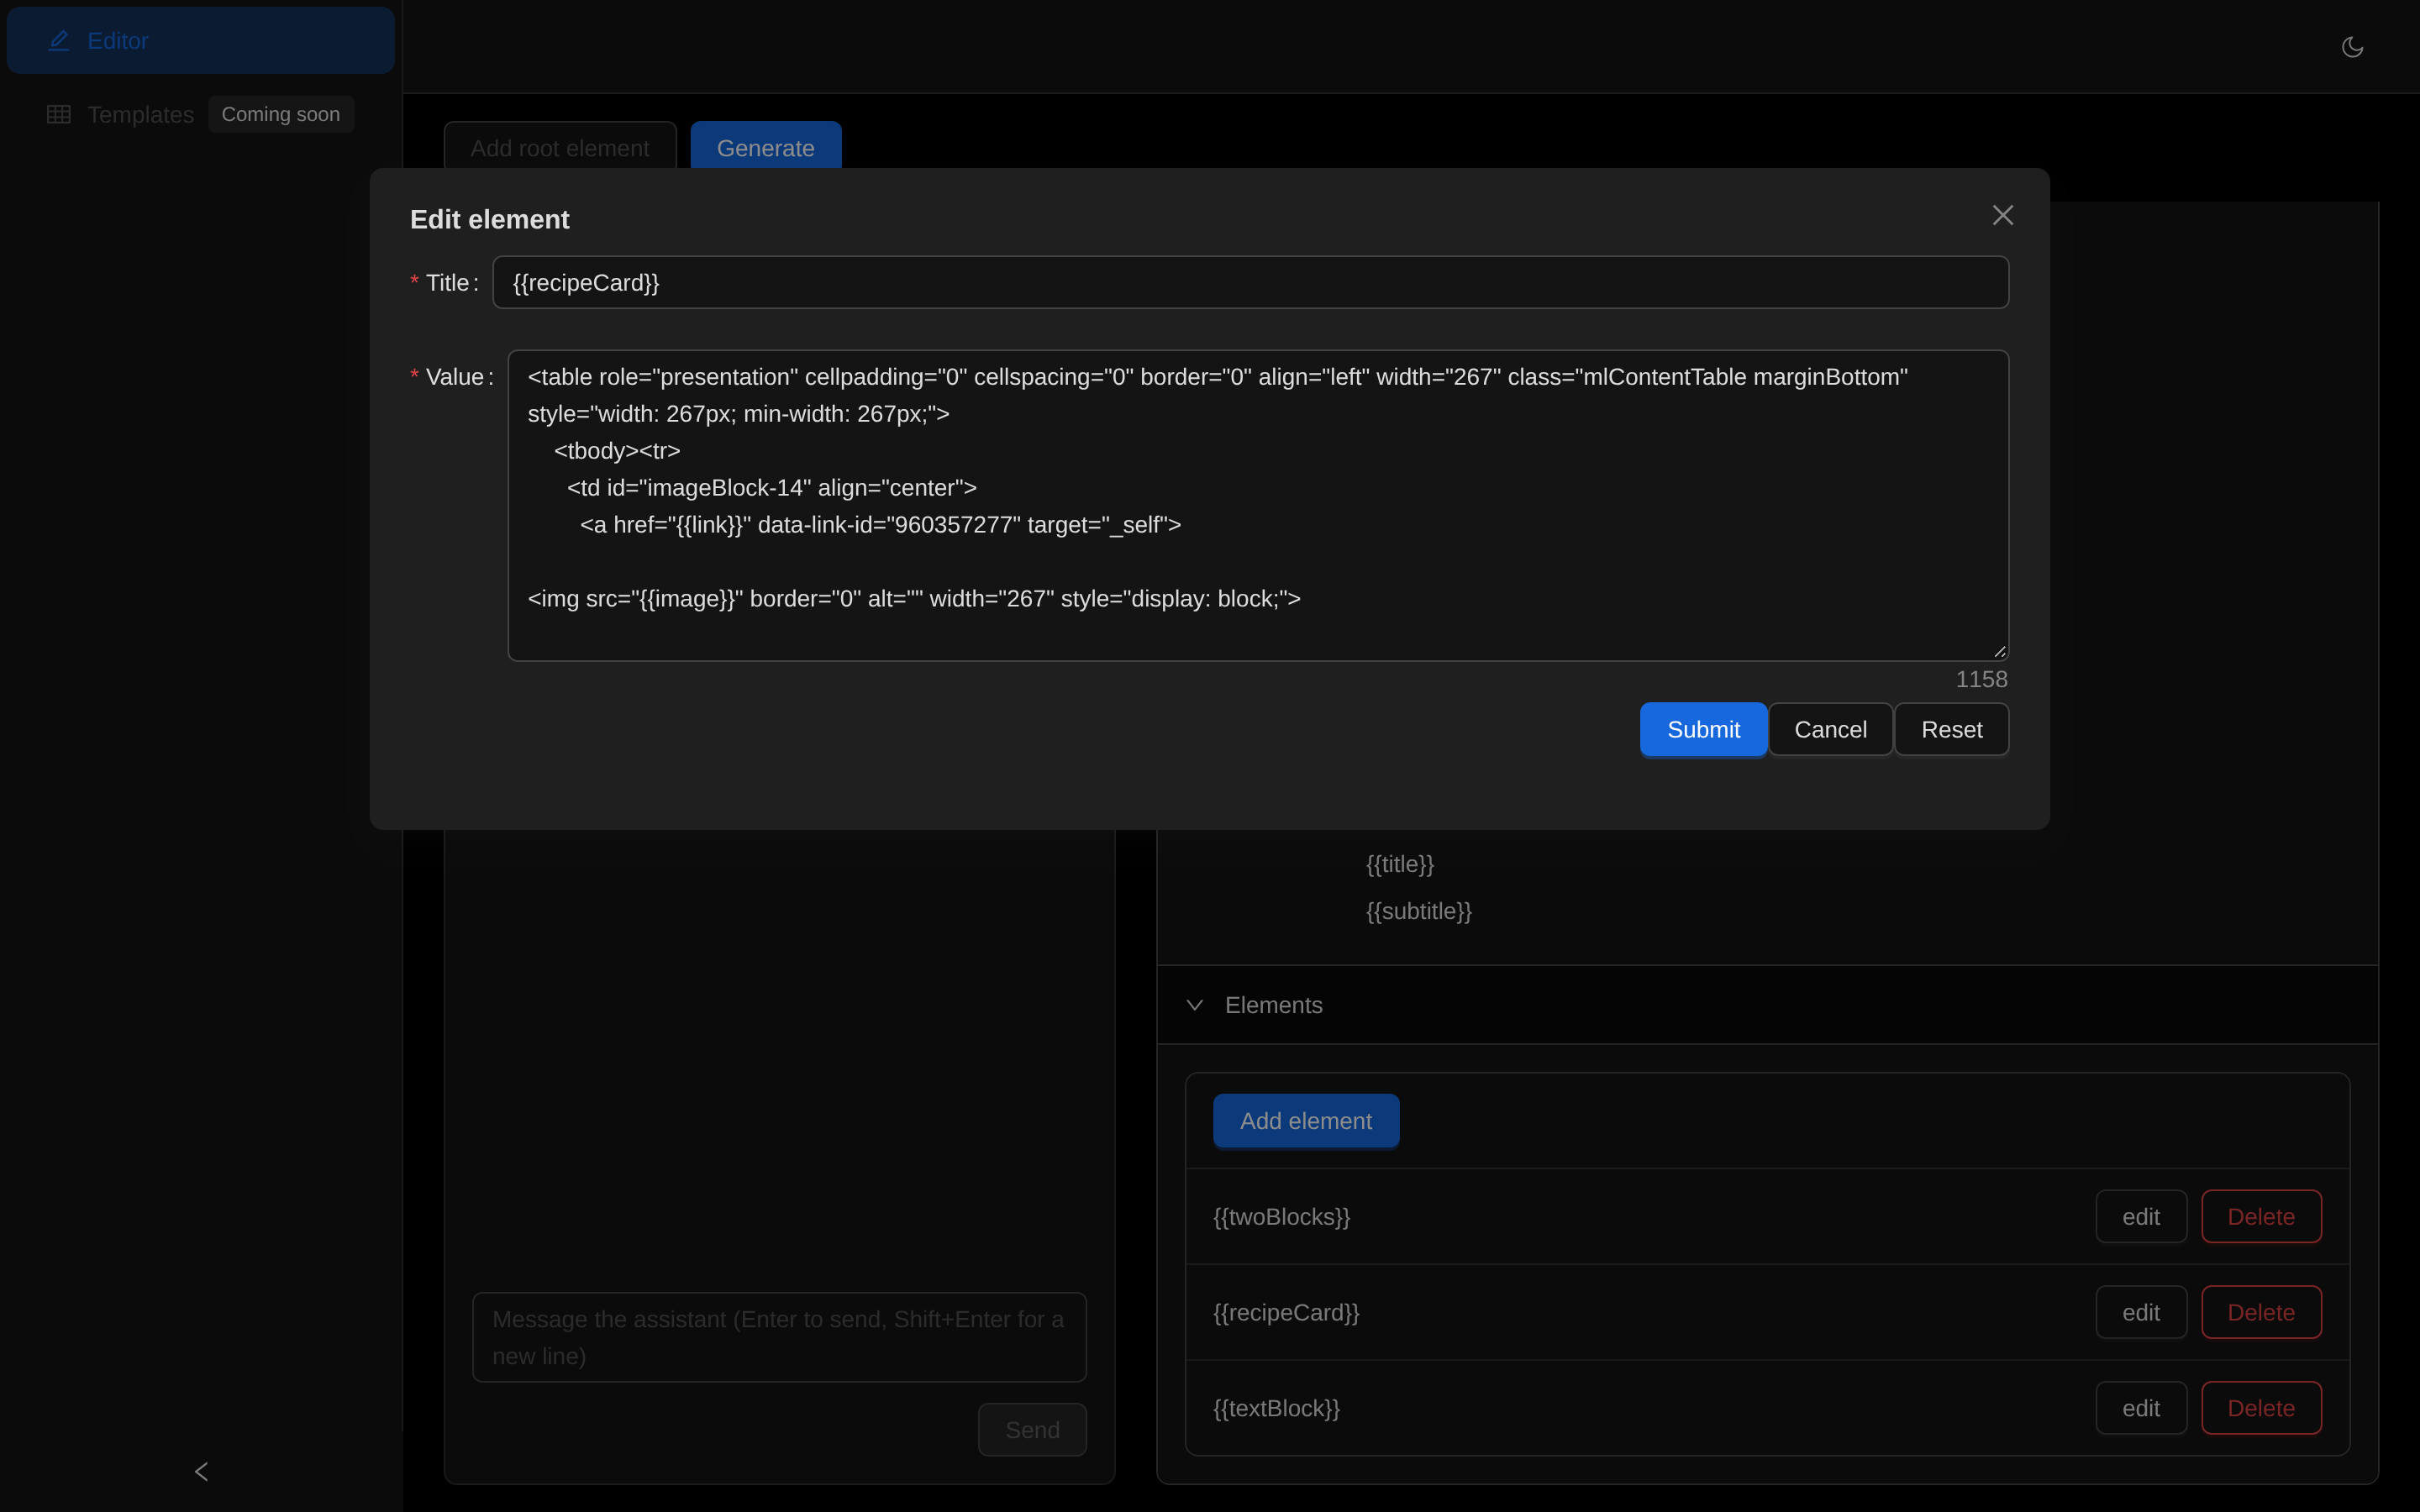 Editor
Templates Coming soon
Add root element Generate
Edit element
* Title : {{recipeCard}}
* Value : <table role="presentation" cellpadding="0" cellspacing="0" border="0" align="left" width="267" class="mlContentTable marginBottom"
style="width: 267px; min-width: 267px;">
<tbody><tr>
<td id="imageBlock-14" align="center">
<a href="{{link}}" data-link-id="960357277" target="_self">
<img src="{{image}}" border="0" alt="" width="267" style="display: block;">
1158
Submit Cancel Reset
{{title}}
{{subtitle}}
Elements
Add element
{{twoBlocks}} edit Delete
{{recipeCard}} edit Delete
{{textBlock}} edit Delete
Message the assistant (Enter to send, Shift+Enter for a
new line)
Send